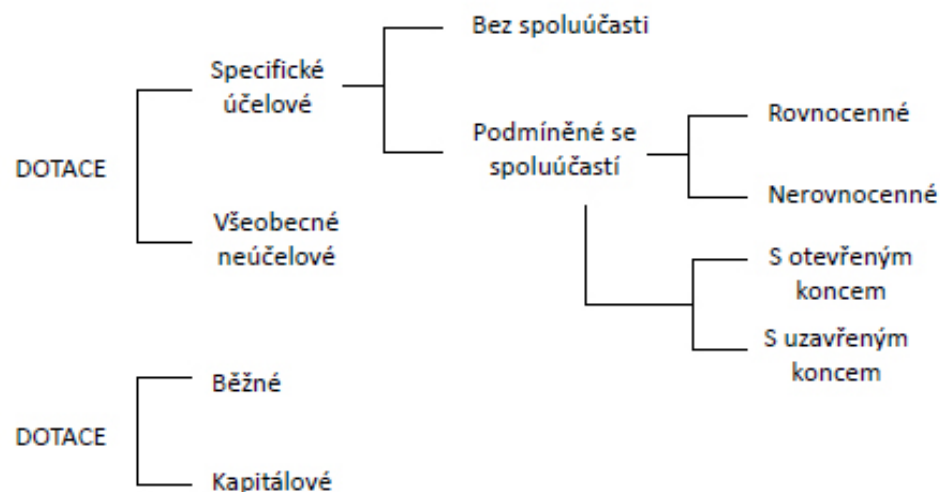 DOTACE
Specifické
účelové
Všeobecné
neúčelové
Bez spoluúčasti
Podmíněné se
spoluúčastí
Rovnocenné
Nerovnocenné
S otevřeným
koncem
S uzavřeným
koncem
DOTACE
Běžné
Kapitálové